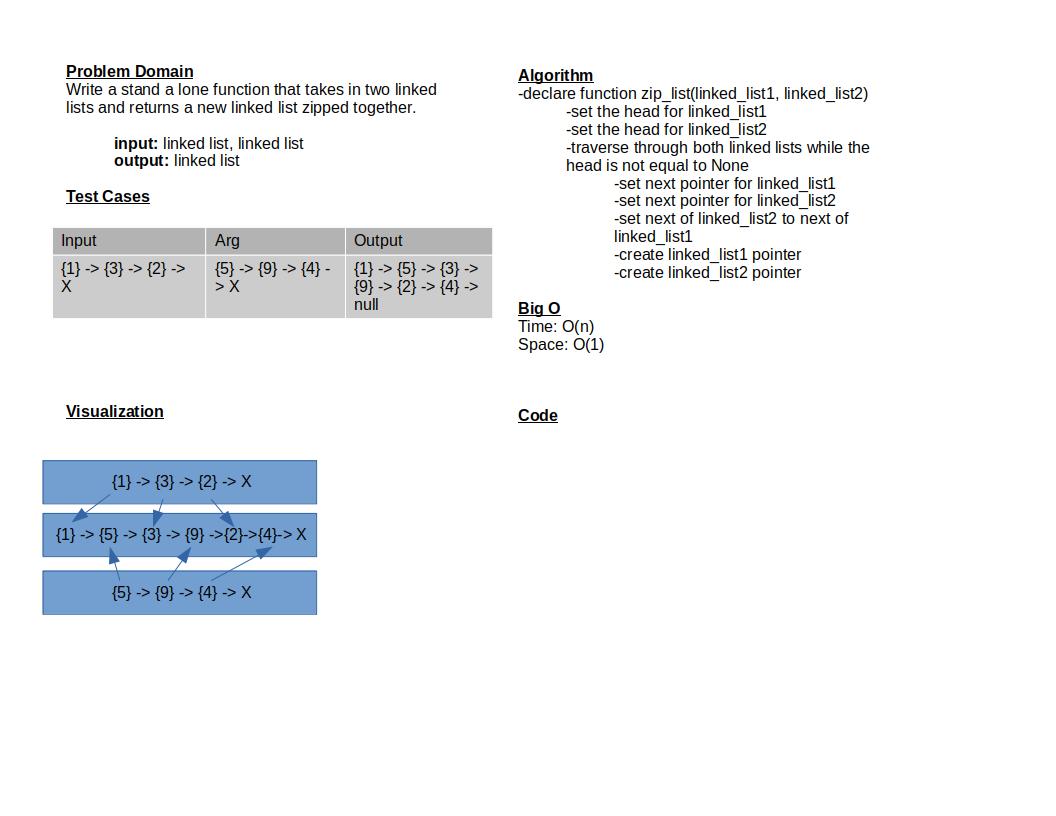 Problem Domain
Write a stand a lone function that takes in two linked
lists and returns a new linked list zipped together.
input: linked list, linked list
output: linked list
Test Cases
Input Arg Output
{1} -> {3} -> {2} -> {5} -> {9} -> {4} - {1} -> {5} -> {3} ->
X > X {9} -> {2} -> {4} ->
null
Visualization
{1} -> {3} -> {2} -> X
{1} -> {5} -> {3} -> {9} ->{2}->{4}-> X
{5} -> {9} -> {4} -> X
Algorithm
-declare function zip_list(linked_list1, linked_list2)
-set the head for linked_list1
-set the head for linked_list2
-traverse through both linked lists while the
head is not equal to None
-set next pointer for linked_list1
-set next pointer for linked_list2
-set next of linked_list2 to next of
linked_list1
-create linked_list1 pointer
-create linked_list2 pointer
Big O
Time: O(n)
Space: O(1)
Code